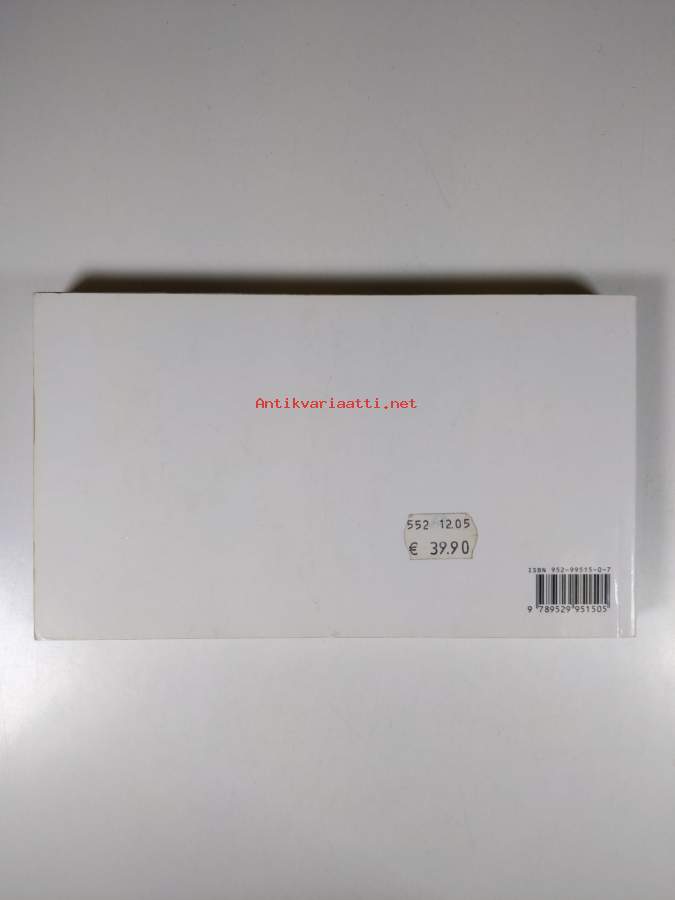 Antikvariaatti.net
552 12.05
€ 39.90
ISBN 952-99515-0-7
9 789529 951505